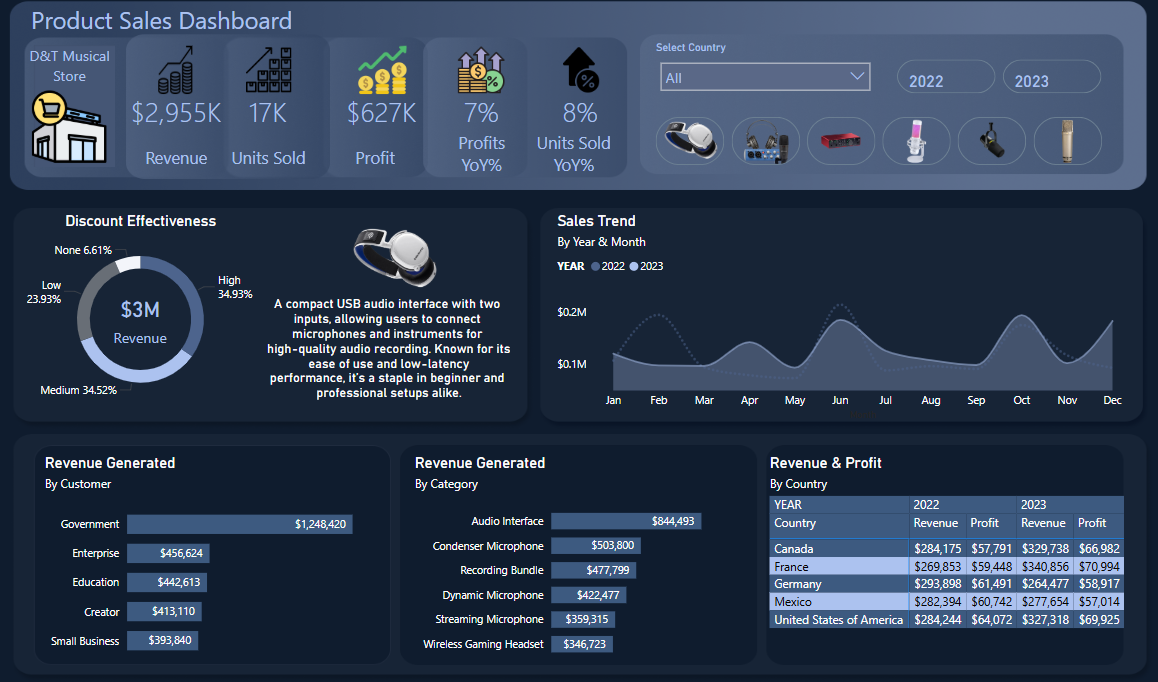 Product Sales Dashboard
D&T Musical
Store
$2,955K
Revenue
17K
Units Sold
$627K
Profit
7%
Profits
YoY%
8%
Units Sold
YoY%
Select Country
All
2022
2023
Discount Effectiveness
None 6.61%
Low
23.93%
High
34.93%
Medium 34.52%
$3M
Revenue
A compact USB audio interface with two
inputs, allowing users to connect
microphones and instruments for
high-quality audio recording. Known for its
ease of use and low-latency
performance, it's a staple in beginner and
professional setups alike.
Sales Trend
By Year & Month
YEAR 2022 2023
$0.2M
$0.1M
Jan Feb Mar Apr May Jun Jul Aug Sep Oct Nov Dec
Revenue Generated
By Customer
Government $1,248,420
Enterprise $456,624
Education $442,613
Creator $413,110
Small Business $393,840
Revenue Generated
By Category
Audio Interface $844,493
Condenser Microphone $503,800
Recording Bundle $477,799
Dynamic Microphone $422,477
Streaming Microphone $359,315
Wireless Gaming Headset $346,723
Revenue & Profit
By Country
YEAR 2022 2023
Country Revenue Profit Revenue Profit
Canada $284,175 $57,791 $329,738 $66,982
France $269,853 $59,448 $340,856 $70,994
Germany $293,898 $61,491 $264,477 $58,917
Mexico $282,394 $60,742 $277,654 $57,014
United States of America $284,244 $64,072 $327,318 $69,925